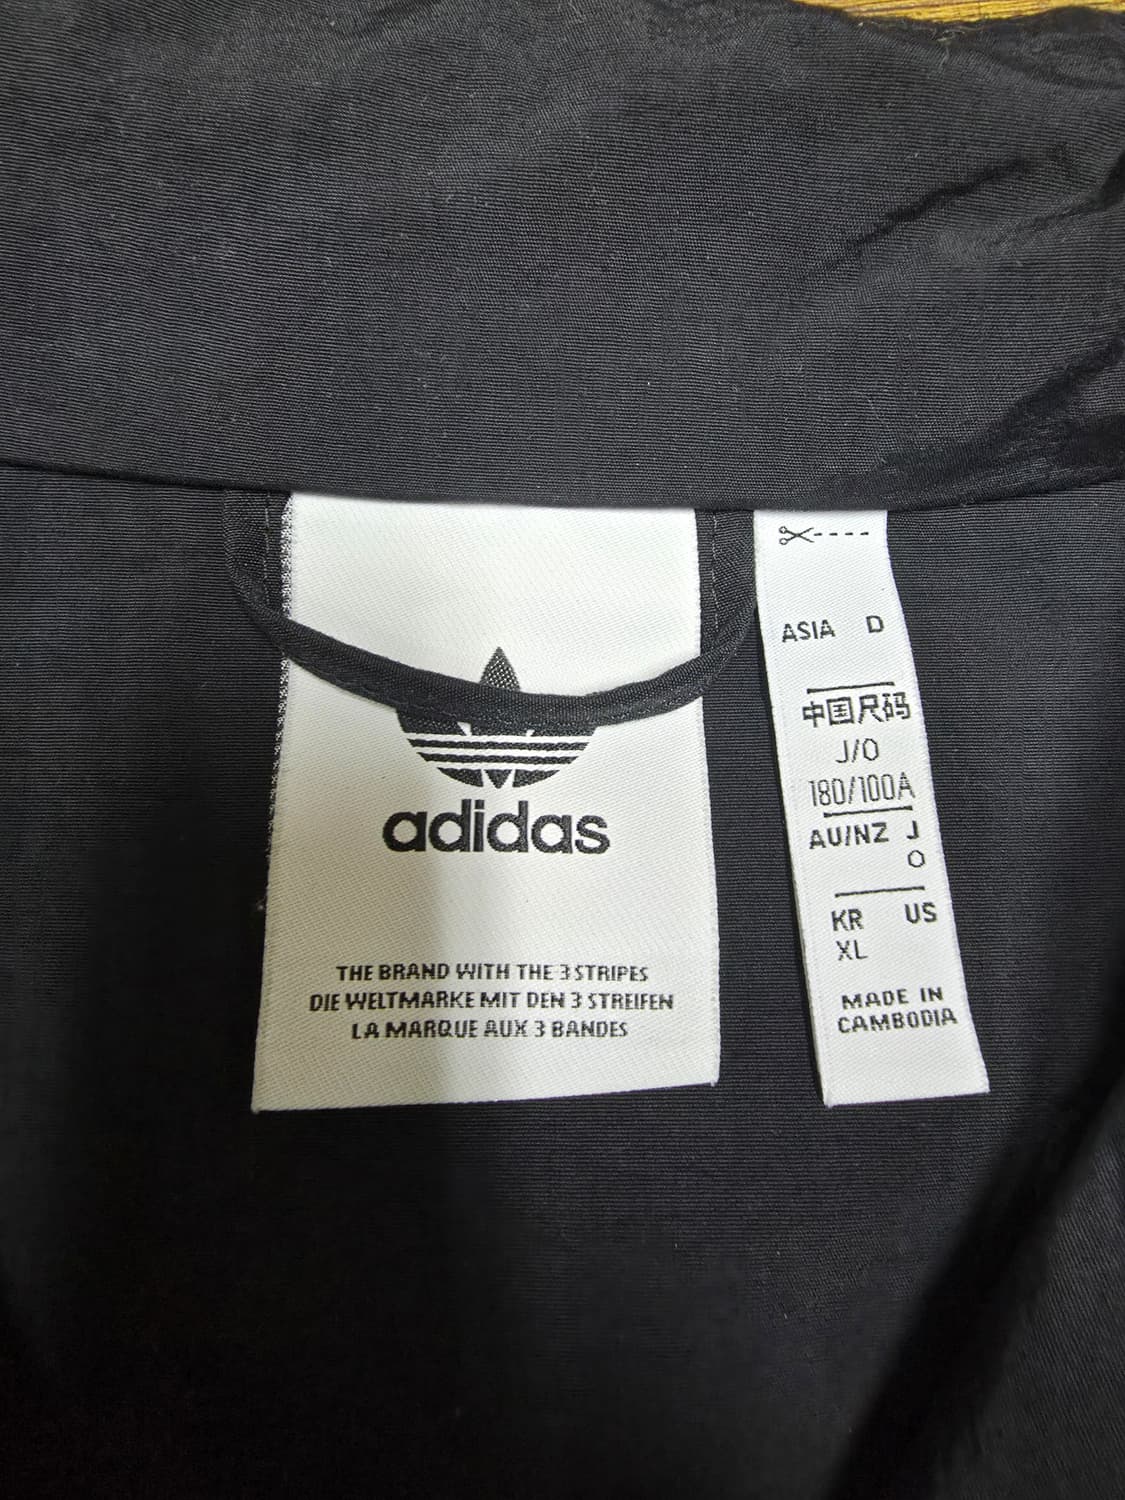 adidas
THE BRAND WITH THE 3 STRIPES
DIE WELTMARKE MIT DEN 3 STREIFEN
LA MARQUE AUX 3 BANDES
ASIA D
中国尺码
J/O
180/100A
AU/NZ J
O
KR US
XL
MADE IN
CAMBODIA